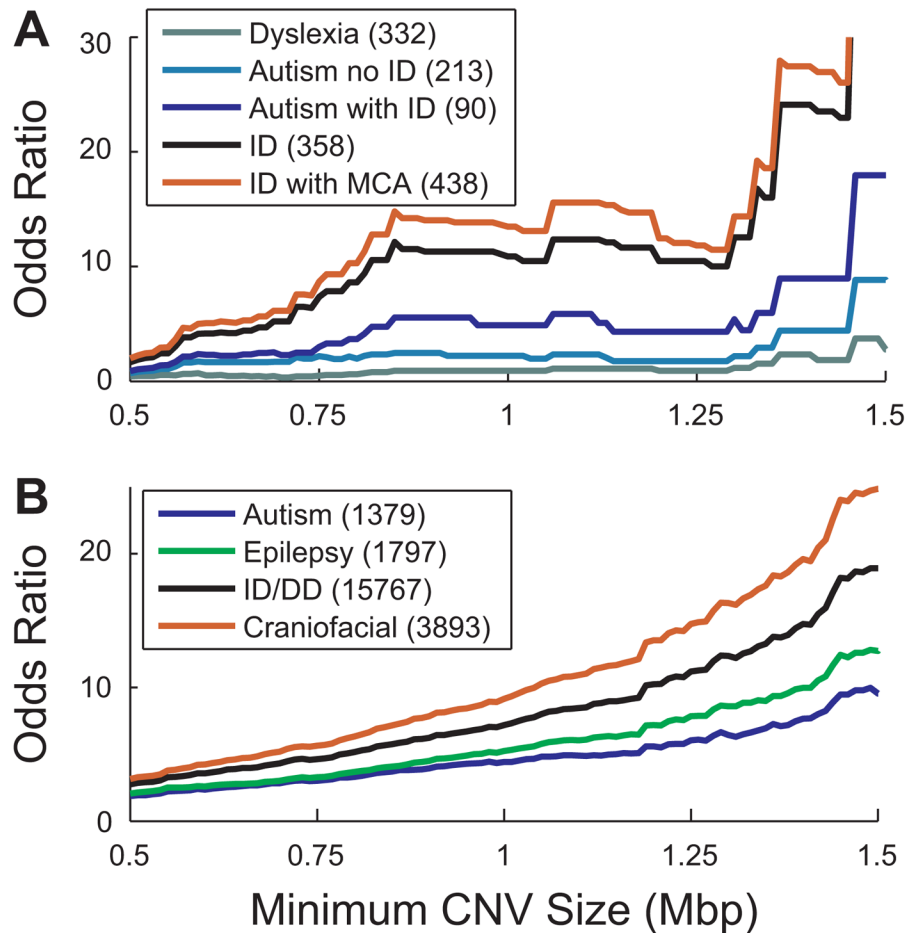 A
Odds Ratio
30
20
10
0
Dyslexia (332)
Autism no ID (213)
Autism with ID (90)
ID (358)
ID with MCA (438)
0.5 0.75 1 1.25 1.5
B
Odds Ratio
20
10
0
Autism (1379)
Epilepsy (1797)
ID/DD (15767)
Craniofacial (3893)
0.5 0.75 1 1.25 1.5
Minimum CNV Size (Mbp)